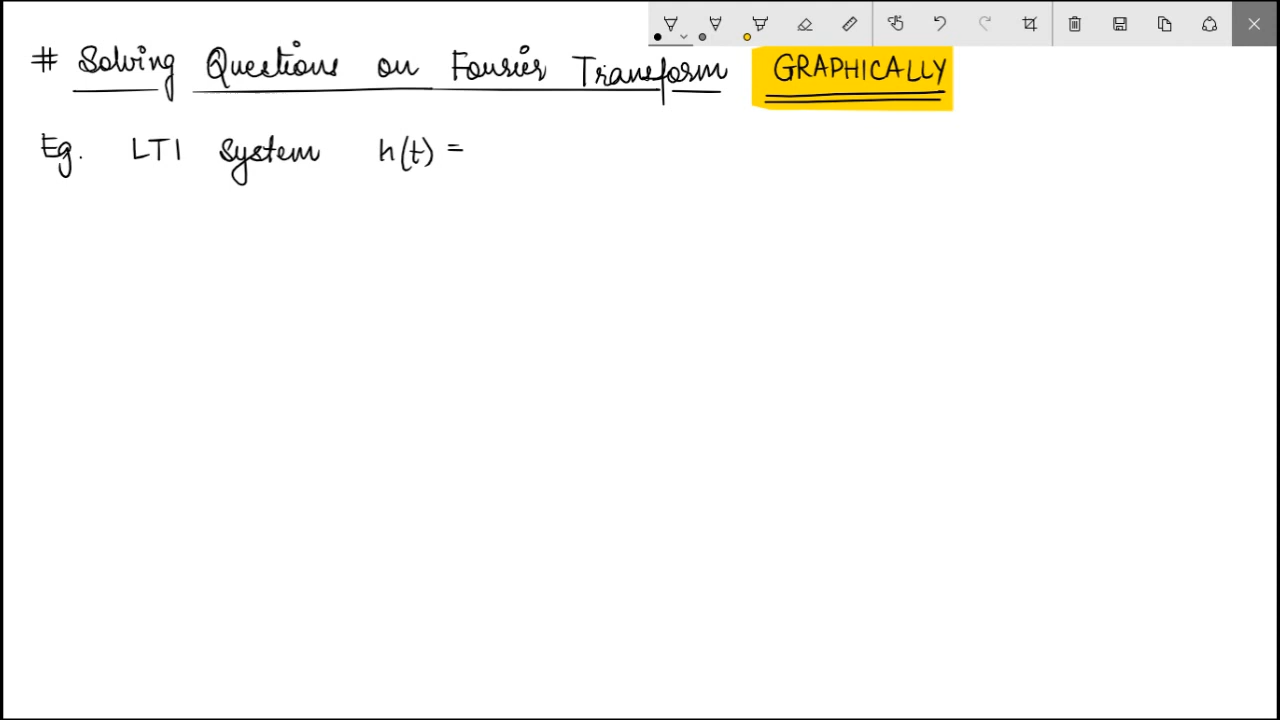 # Solving Questions on Fourier Transform GRAPHICALLY
Eg. LTI system h(t) =